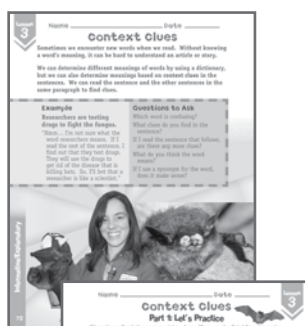 Lesson
3
Name Date
Context Clues
Sometimes we encounter new words when we read. Without knowing
a word's meaning, it can be hard to understand an article or story.
We can determine different meanings of words by using a dictionary,
but we can also determine meanings based on context clues in the
sentences. We can read the sentence and the other sentences in the
same paragraph to find clues.
Example
Researchers are testing
drugs to fight the fungus.
"Hmm... I'm not sure what the
word researchers means. If I
read the rest of the sentence, I
find out that they test drugs.
They will use the drugs to
get rid of the disease that is
killing bats. So, I'll bet that a
researcher is like a scientist."
Questions to Ask
Which word is confusing?
What clues do you find in the
sentence?
If I read the sentence that follows,
are there any more clues?
What do you think the word
means?
If I use a synonym for the word,
does it make sense?
Informative/Explanatory
Name Date
Lesson
3
Context Clues
Part 1: Let's Practice